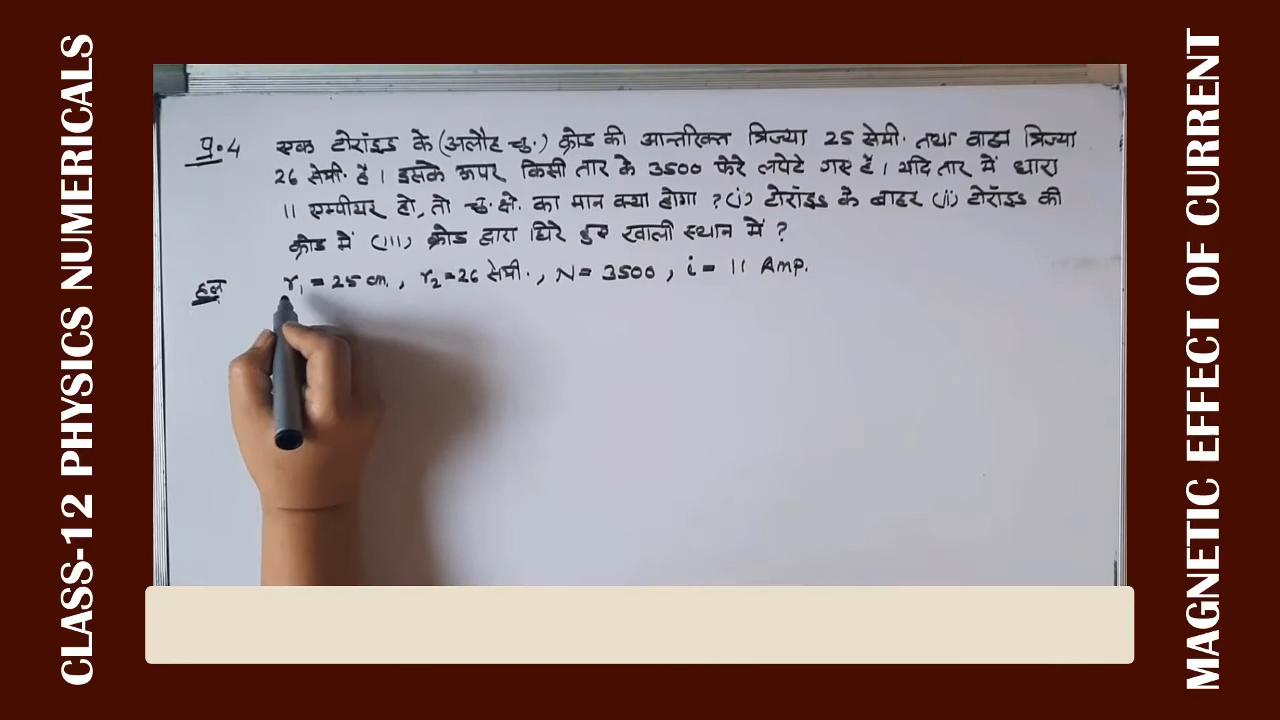 CLASS-12 PHYSICS NUMERICALS
प्र.4 एक टोरॉइड के (अलौह चु.) क्रोड की आन्तरिक्त त्रिज्या 25 सेमी. तथा बाह्य त्रिज्या
26 सेमी. है। इसके ऊपर किसी तार के 3500 फेरे लपेटे गए हैं। यदि तार में धारा
11 एम्पीयर हो, तो चु. क्षे. का मान क्या होगा ? (i) टोरॉइड के बाहर (ii) टोरॉइड की
क्रोड में (iii) क्रोड द्वारा घिरे हुए खाली स्थान में ?
हल r₁ = 25 cm., r₂ = 26 सेमी., N = 3500, i = 11 Amp.
MAGNETIC EFFECT OF CURRENT